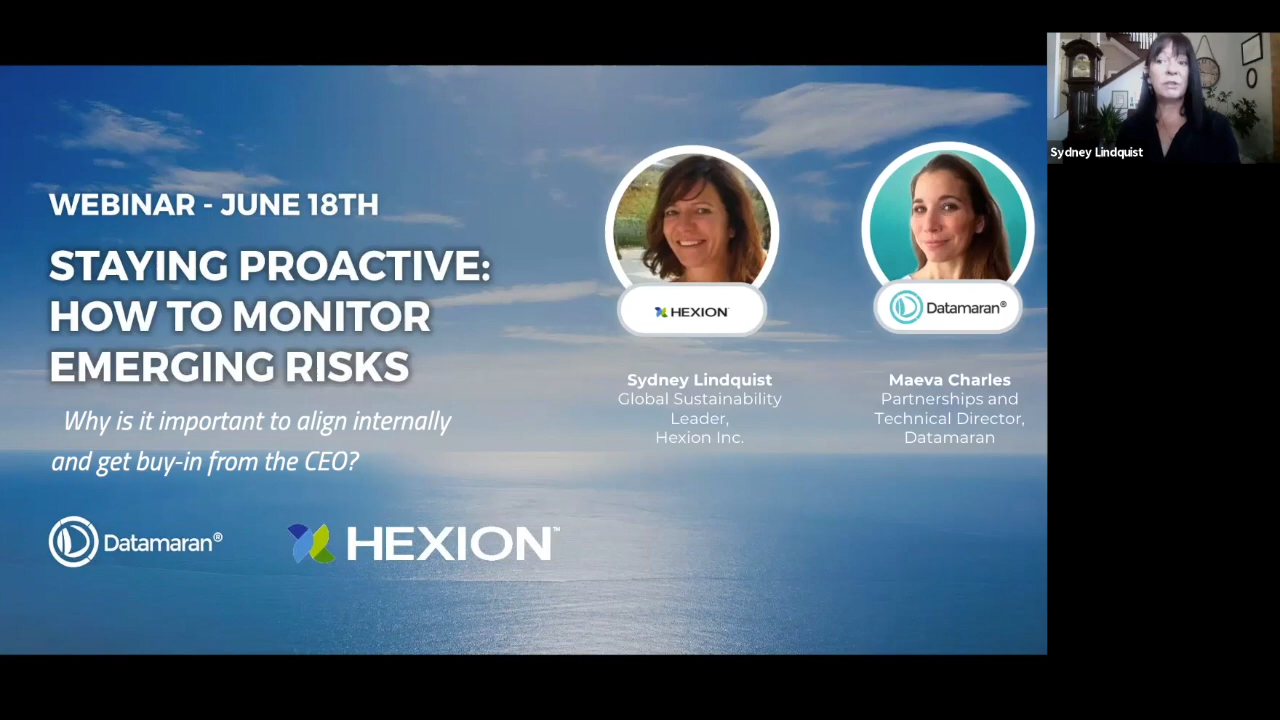 WEBINAR - JUNE 18TH
STAYING PROACTIVE:
HOW TO MONITOR
EMERGING RISKS
Why is it important to align internally
and get buy-in from the CEO?
Datamaran®
HEXION™
HEXION
Sydney Lindquist
Global Sustainability
Leader,
Hexion Inc.
Datamaran®
Maeva Charles
Partnerships and
Technical Director,
Datamaran
Sydney Lindquist